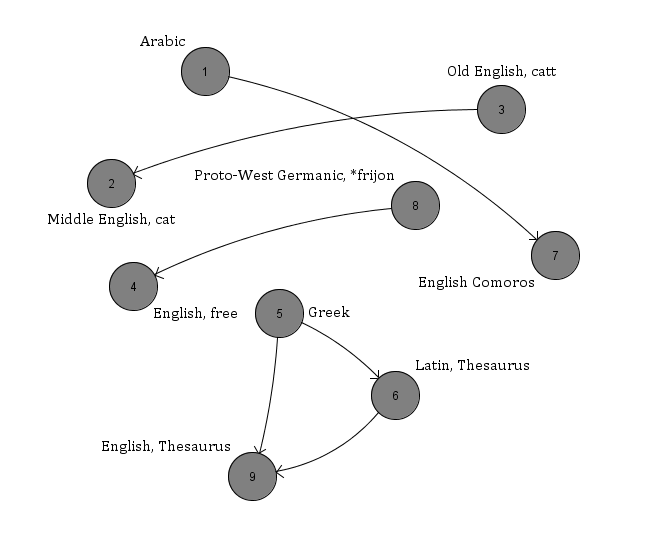 Arabic
1
Old English, catt
3
Proto-West Germanic, *frijon
2
8
Middle English, cat
7
English Comoros
4
English, free
5
Greek
Latin, Thesaurus
6
English, Thesaurus
9